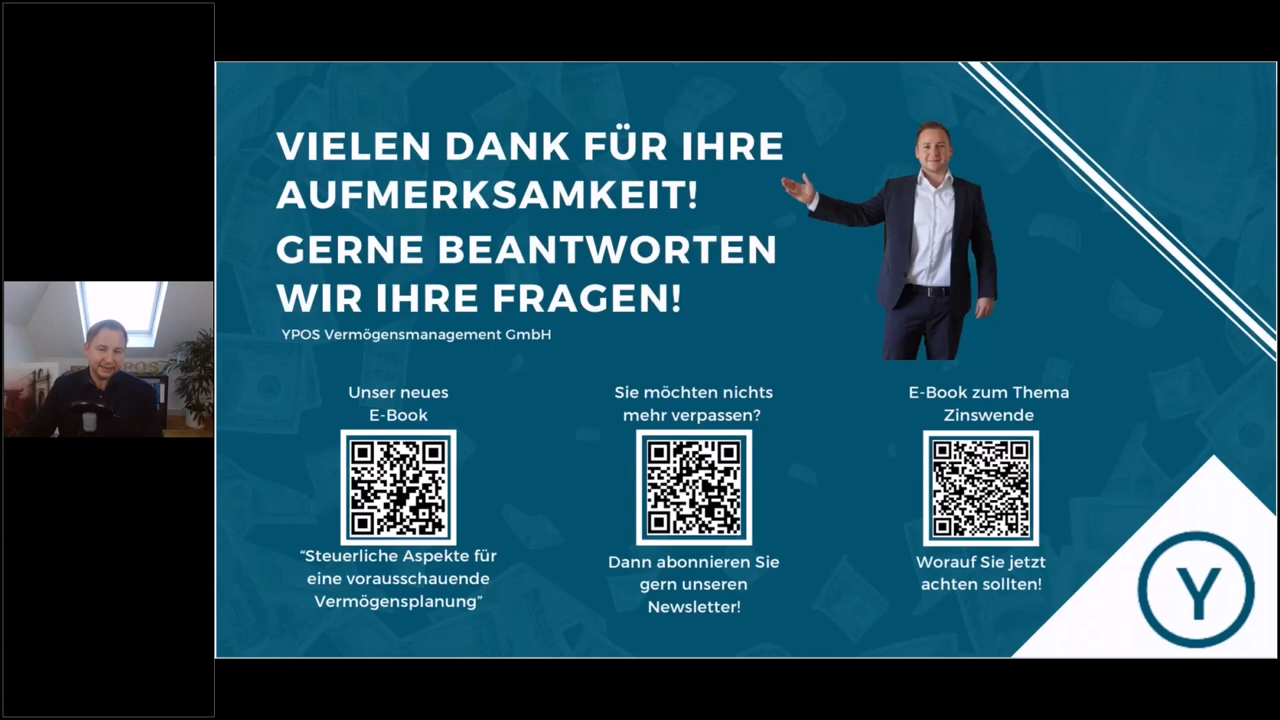 VIELEN DANK FÜR IHRE
AUFMERKSAMKEIT!
GERNE BEANTWORTEN
WIR IHRE FRAGEN!
YPOS Vermögensmanagement GmbH
Unser neues
E-Book
“Steuerliche Aspekte für
eine vorausschauende
Vermögensplanung”
Sie möchten nichts
mehr verpassen?
Dann abonnieren Sie
gern unseren
Newsletter!
E-Book zum Thema
Zinswende
Worauf Sie jetzt
achten sollten!
Y